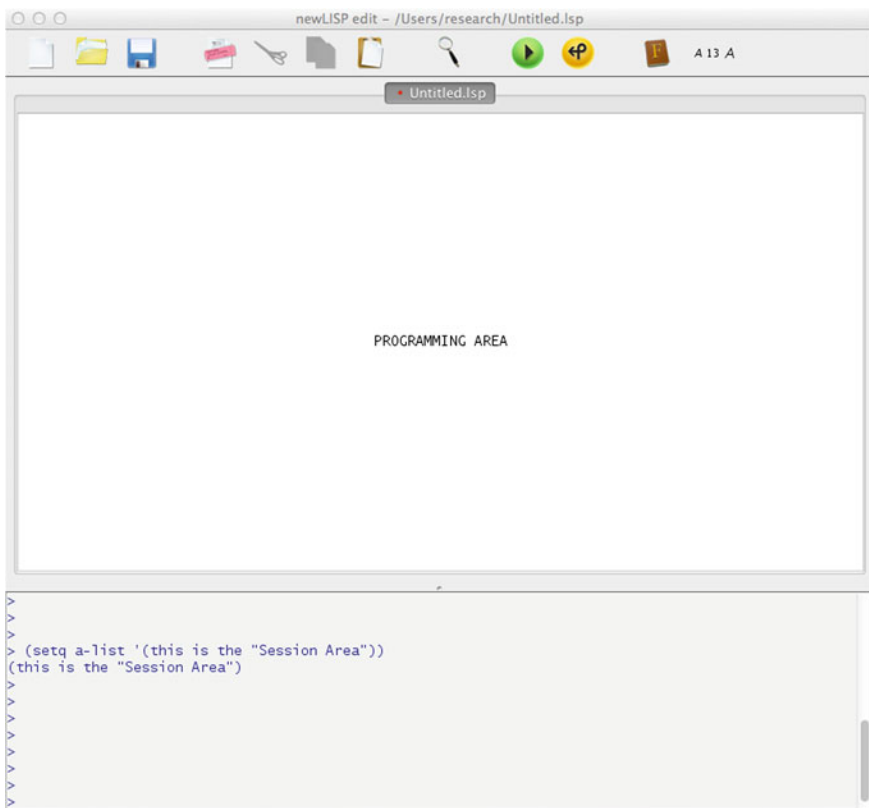 newLISP edit - /Users/research/Untitled.lsp
F
A 13 A
• Untitled.lsp
PROGRAMMING AREA
>
>
>
> (setq a-list '(this is the "Session Area"))
(this is the "Session Area")
>
>
>
>
>
>
>
>